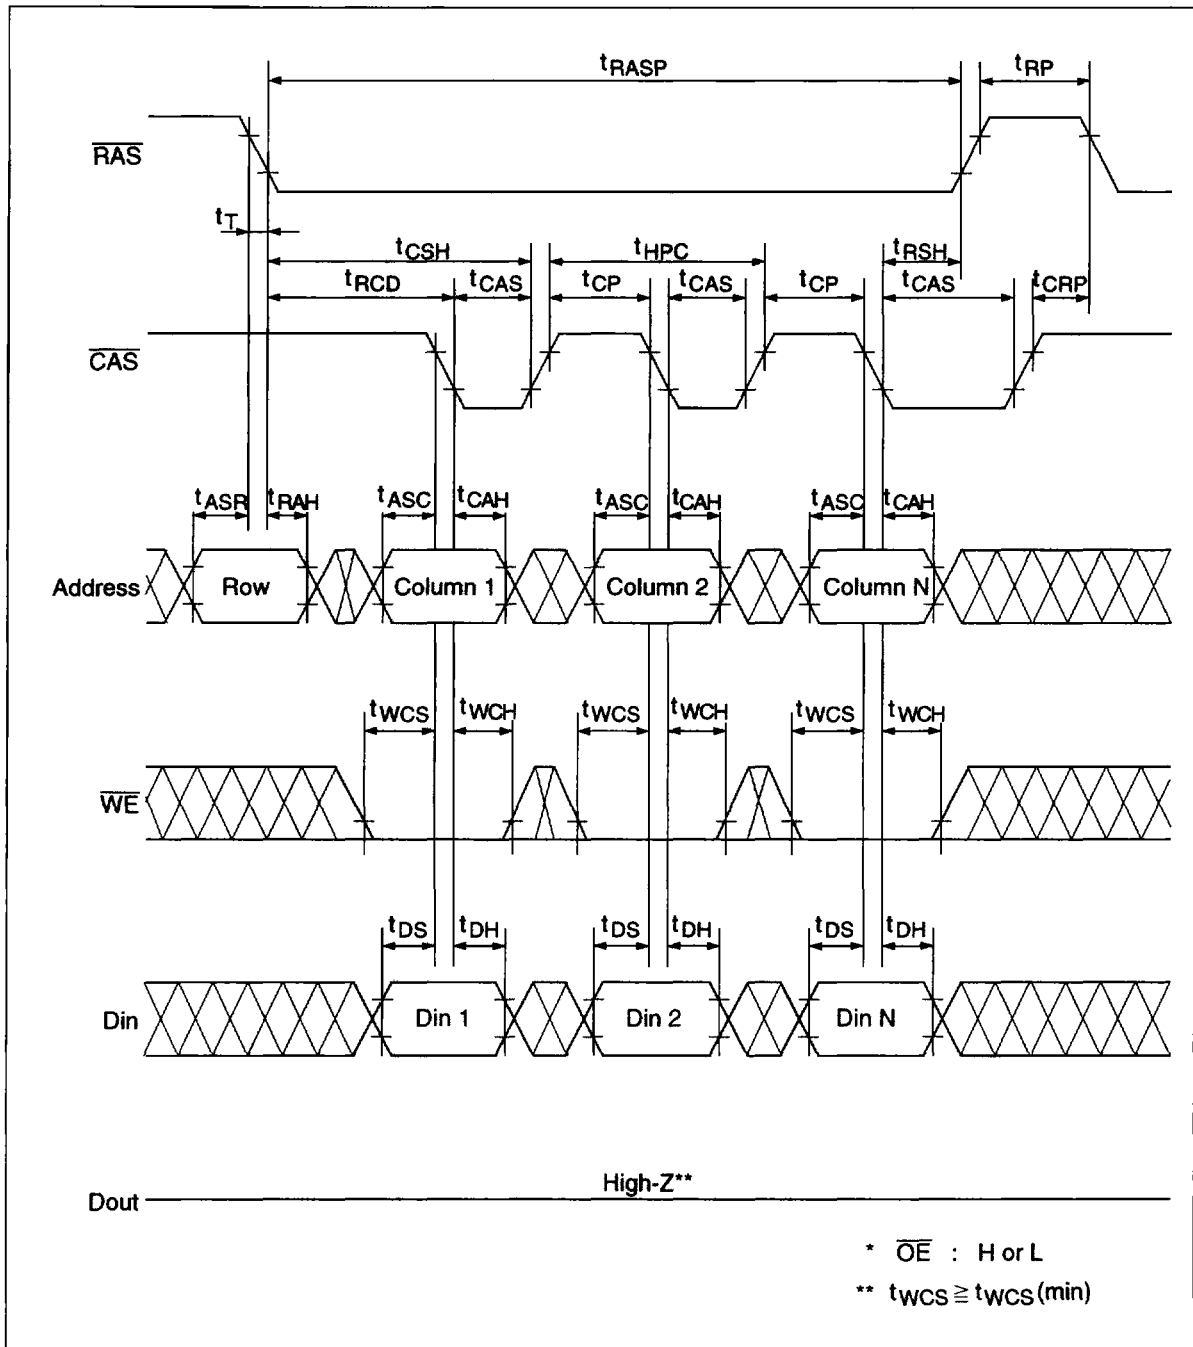 tRASP tRP
RAS
tT
tCSH tHPC tRSH
tRCD tCAS tCP tCAS tCP tCAS tCRP
CAS
tASR tRAH tASC tCAH tASC tCAH tASC tCAH
Address Row Column 1 Column 2 Column N
tWCS tWCH tWCS tWCH tWCS tWCH
WE
tDS tDH tDS tDH tDS tDH
Din Din 1 Din 2 Din N
High-Z**
Dout
* OE : H or L
** tWCS ≧ tWCS (min)